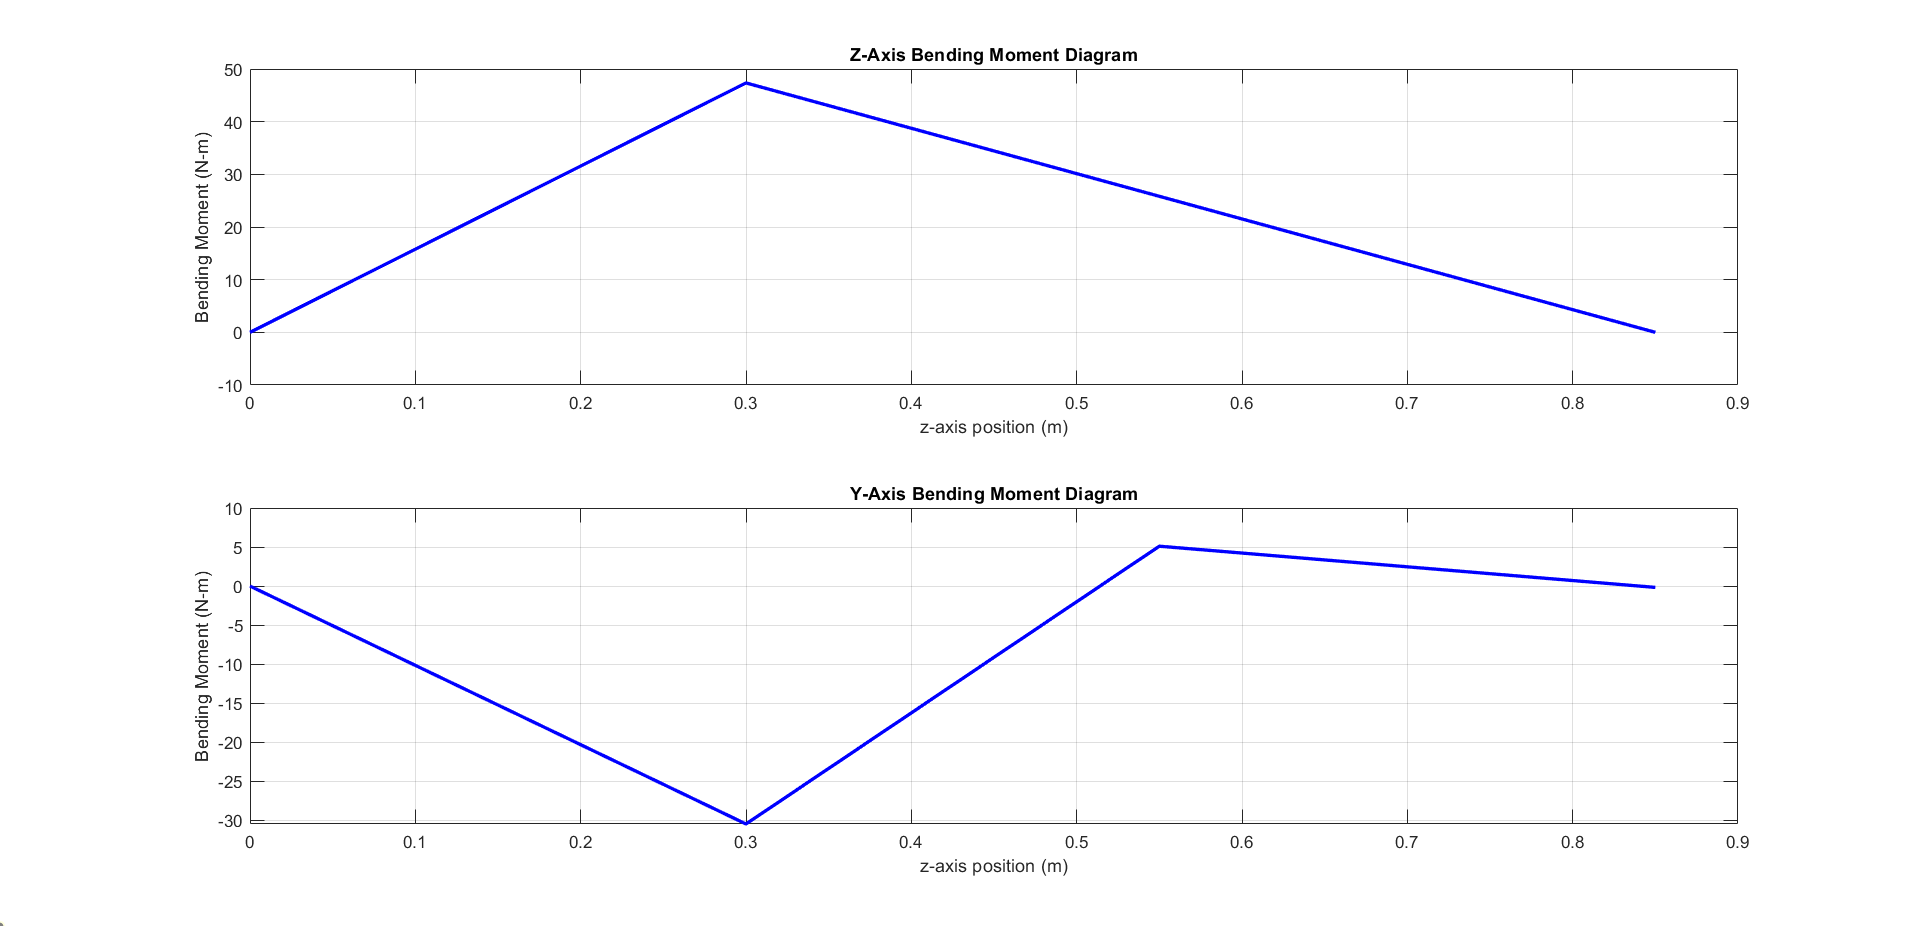 Z-Axis Bending Moment Diagram
50
40
30
20
10
0
-10
Bending Moment (N-m)
0 0.1 0.2 0.3 0.4 0.5 0.6 0.7 0.8 0.9
z-axis position (m)
Y-Axis Bending Moment Diagram
10
5
0
-5
-10
-15
-20
-25
-30
Bending Moment (N-m)
0 0.1 0.2 0.3 0.4 0.5 0.6 0.7 0.8 0.9
z-axis position (m)